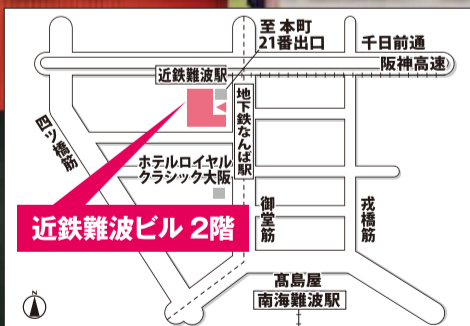 至 本町
21番出口
千日前通
阪神高速
近鉄難波駅
地下鉄なんば駅
四ツ橋筋
ホテルロイヤル
クラシック大阪
近鉄難波ビル 2階
御堂筋
戎橋筋
髙島屋
南海難波駅
N